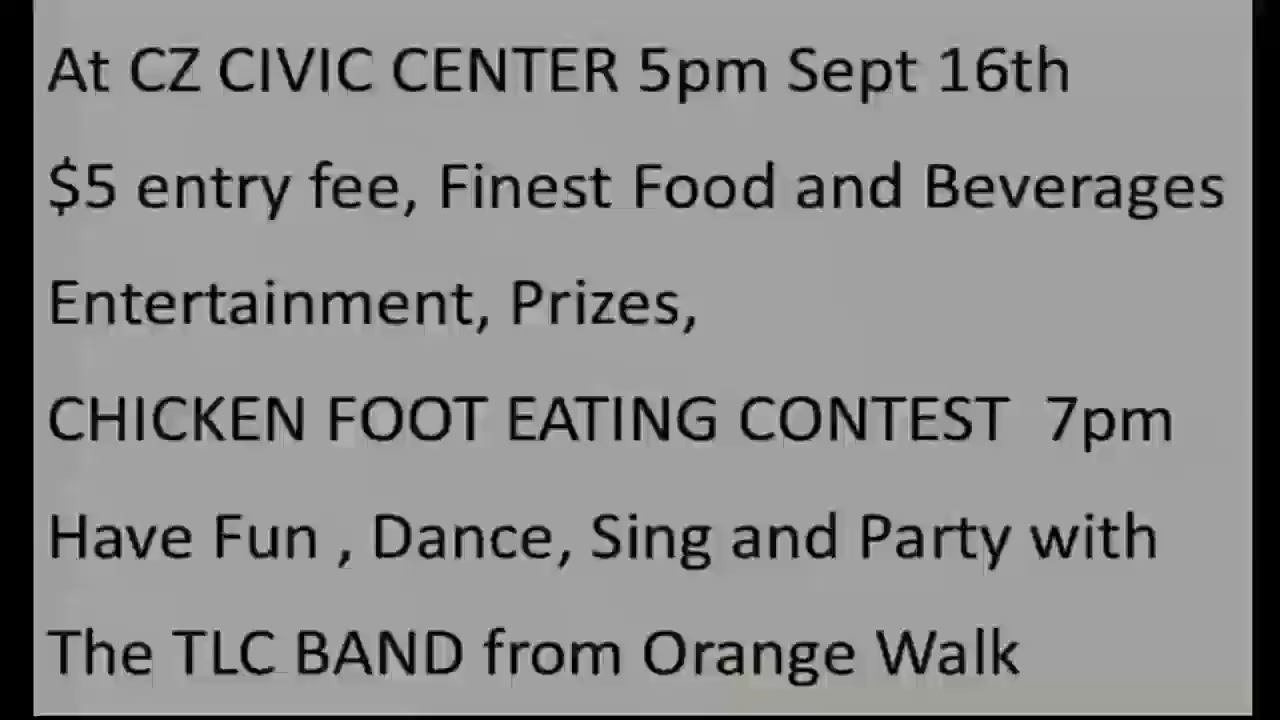 At CZ CIVIC CENTER 5pm Sept 16th
$5 entry fee, Finest Food and Beverages
Entertainment, Prizes,
CHICKEN FOOT EATING CONTEST  7pm
Have Fun , Dance, Sing and Party with
The TLC BAND from Orange Walk